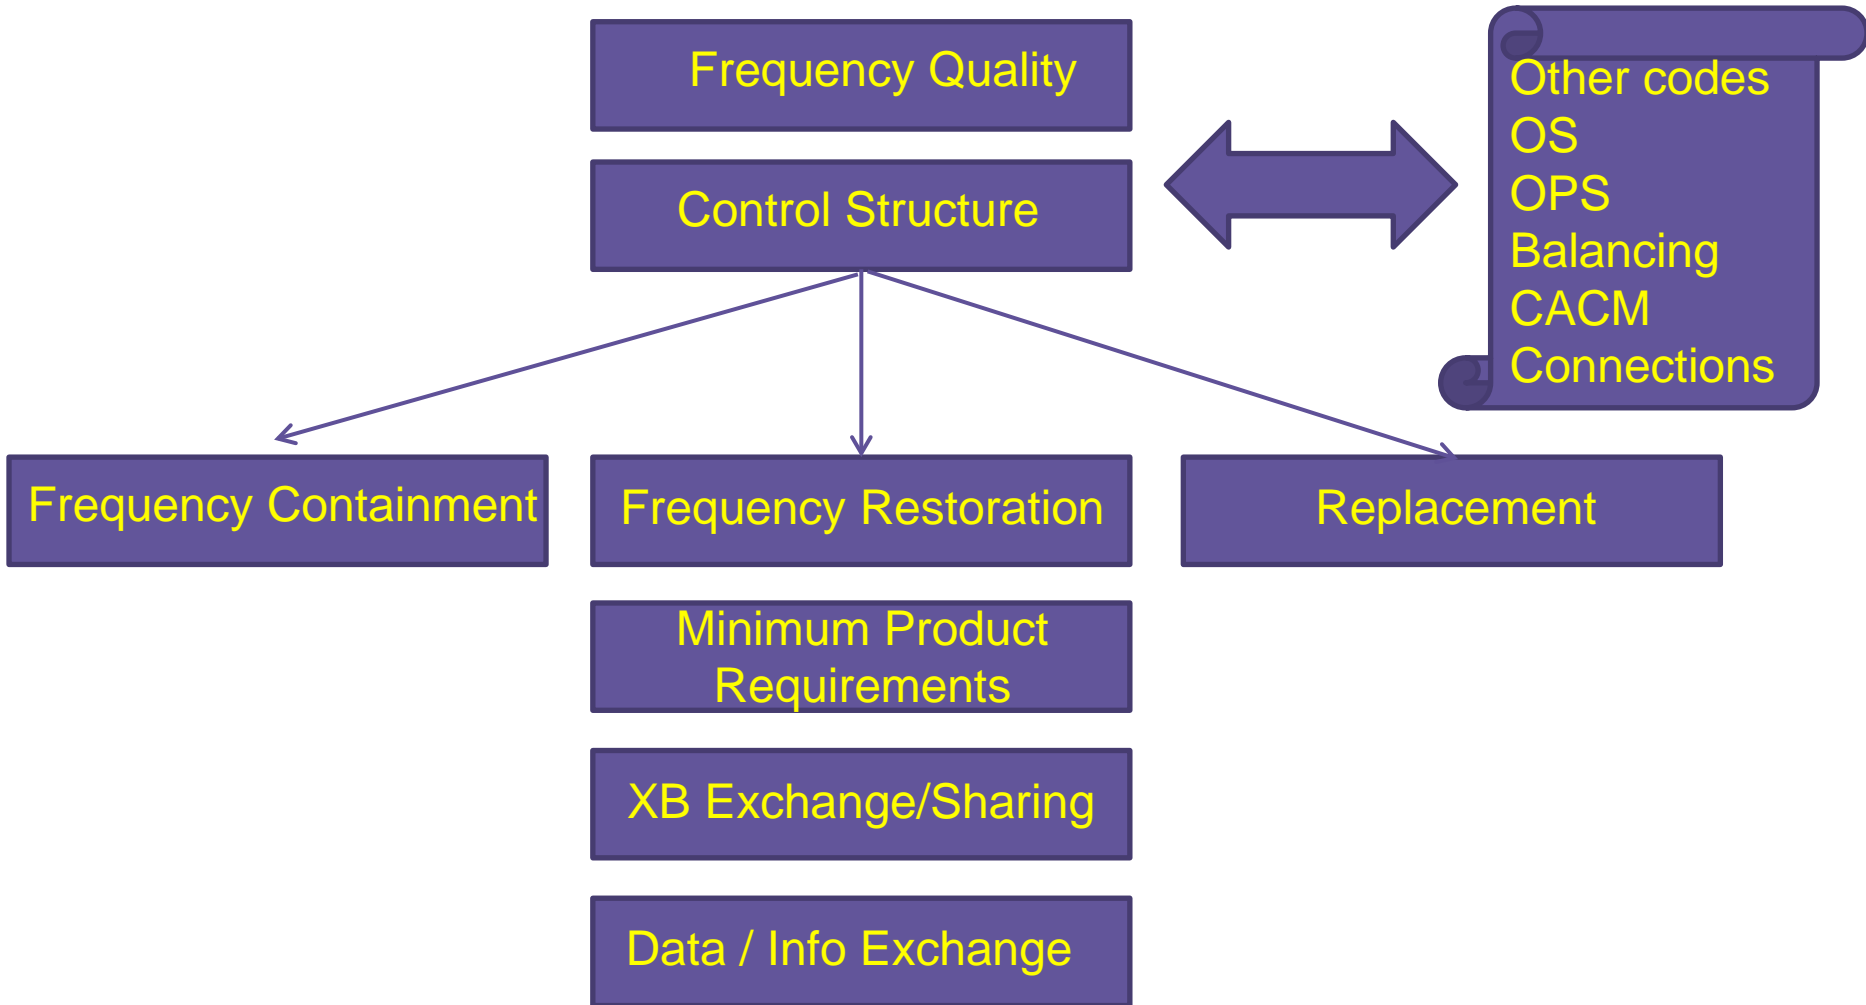 Frequency Quality
Control Structure
Other codes
OS
OPS
Balancing
CACM
Connections
Frequency Containment
Frequency Restoration
Replacement
Minimum Product
Requirements
XB Exchange/Sharing
Data / Info Exchange